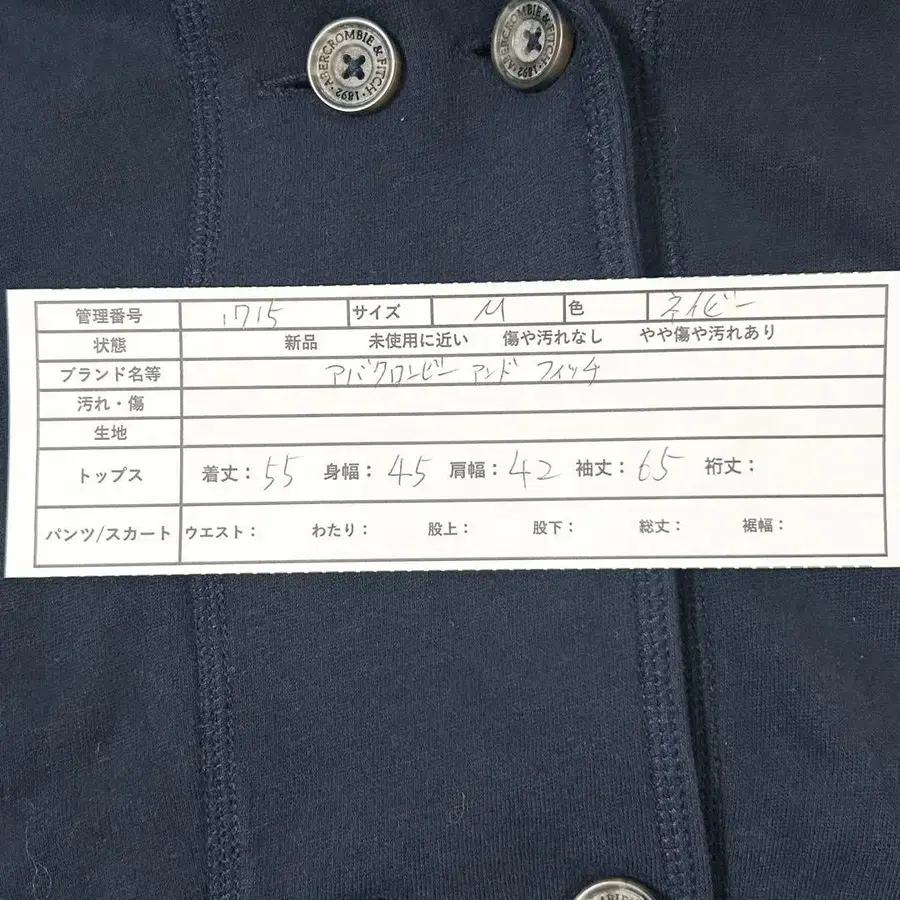 ABERCROMBIE & FITCH · 1892 ·
ABERCROMBIE & FITCH · 1892 ·
管理番号 1715 サイズ M 色 ネイビー
状態 新品 未使用に近い 傷や汚れなし やや傷や汚れあり
ブランド名等 アバクロンビー アンド フィッチ
汚れ・傷
生地
トップス 着丈: 55 身幅: 45 肩幅: 42 袖丈: 65 裄丈:
パンツ/スカート ウエスト: わたり: 股上: 股下: 総丈: 裾幅: